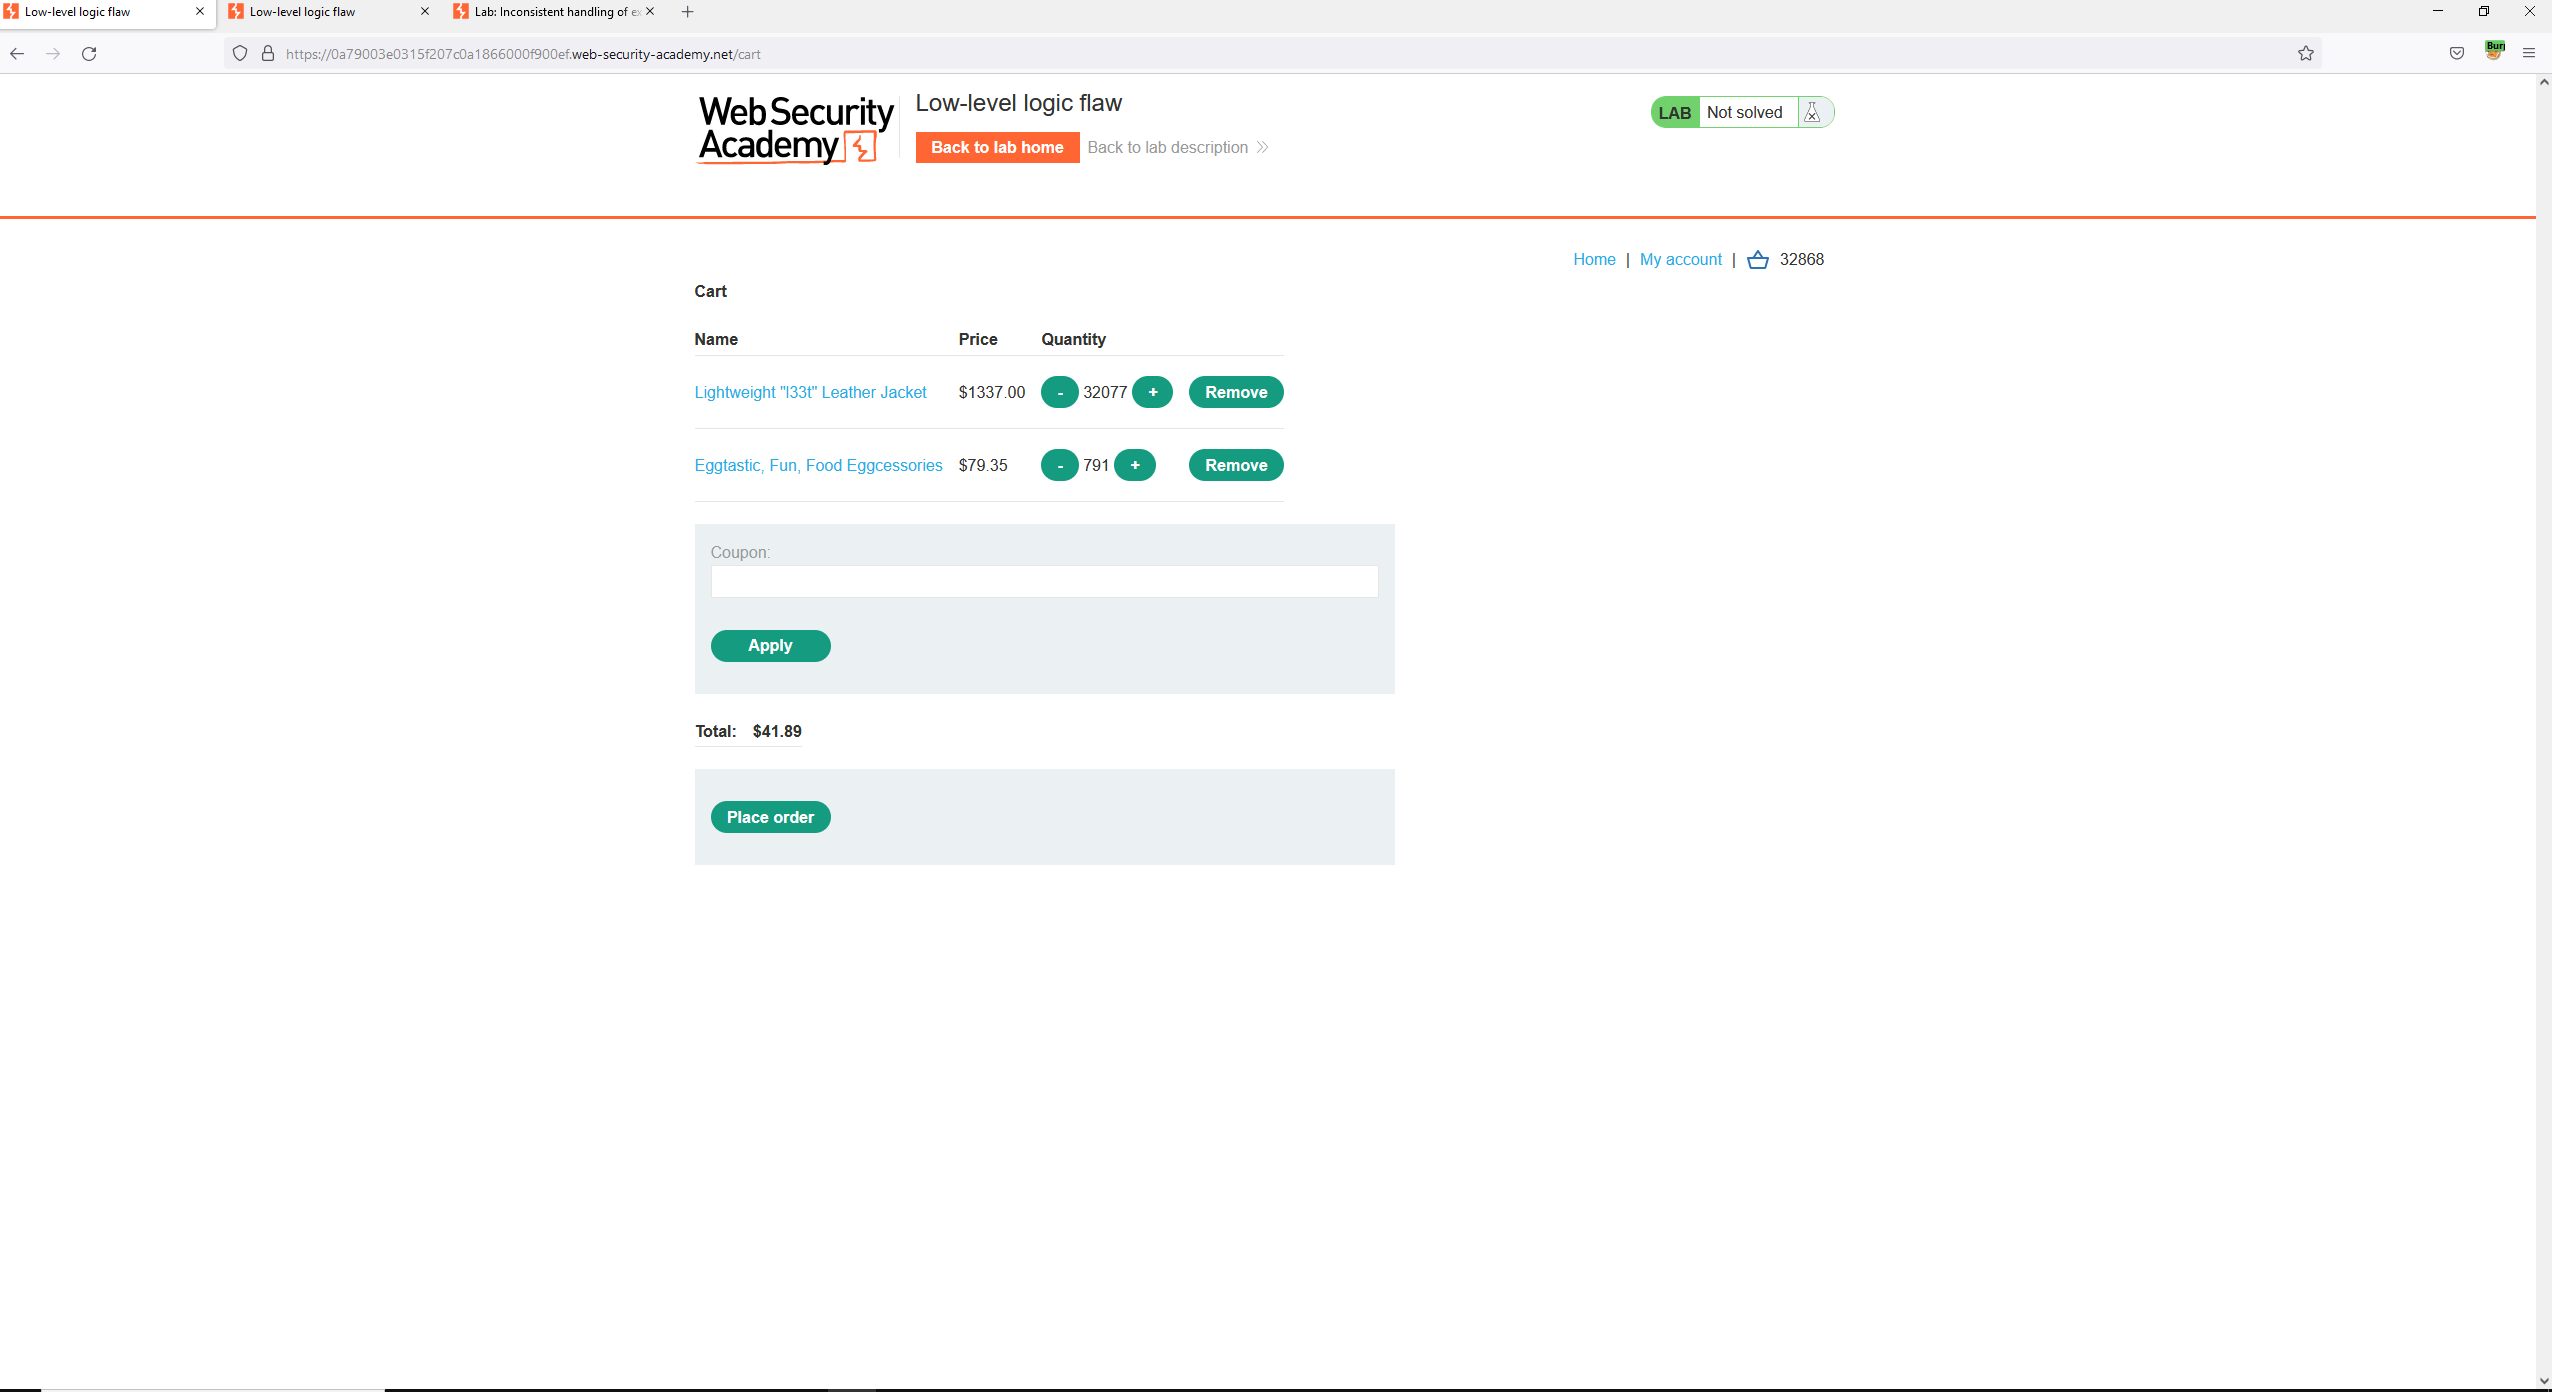 Low-level logic flaw
Low-level logic flaw
Lab: Inconsistent handling of ex
https://0a79003e0315f207c0a1866000f900ef.web-security-academy.net/cart
Bur
Web Security
Academy
Low-level logic flaw
Back to lab home
Back to lab description
LAB
Not solved
Home | My account | 32868
Cart
Name Price Quantity
Lightweight "l33t" Leather Jacket $1337.00 - 32077 + Remove
Eggtastic, Fun, Food Eggcessories $79.35 - 791 + Remove
Coupon:
Apply
Total: $41.89
Place order